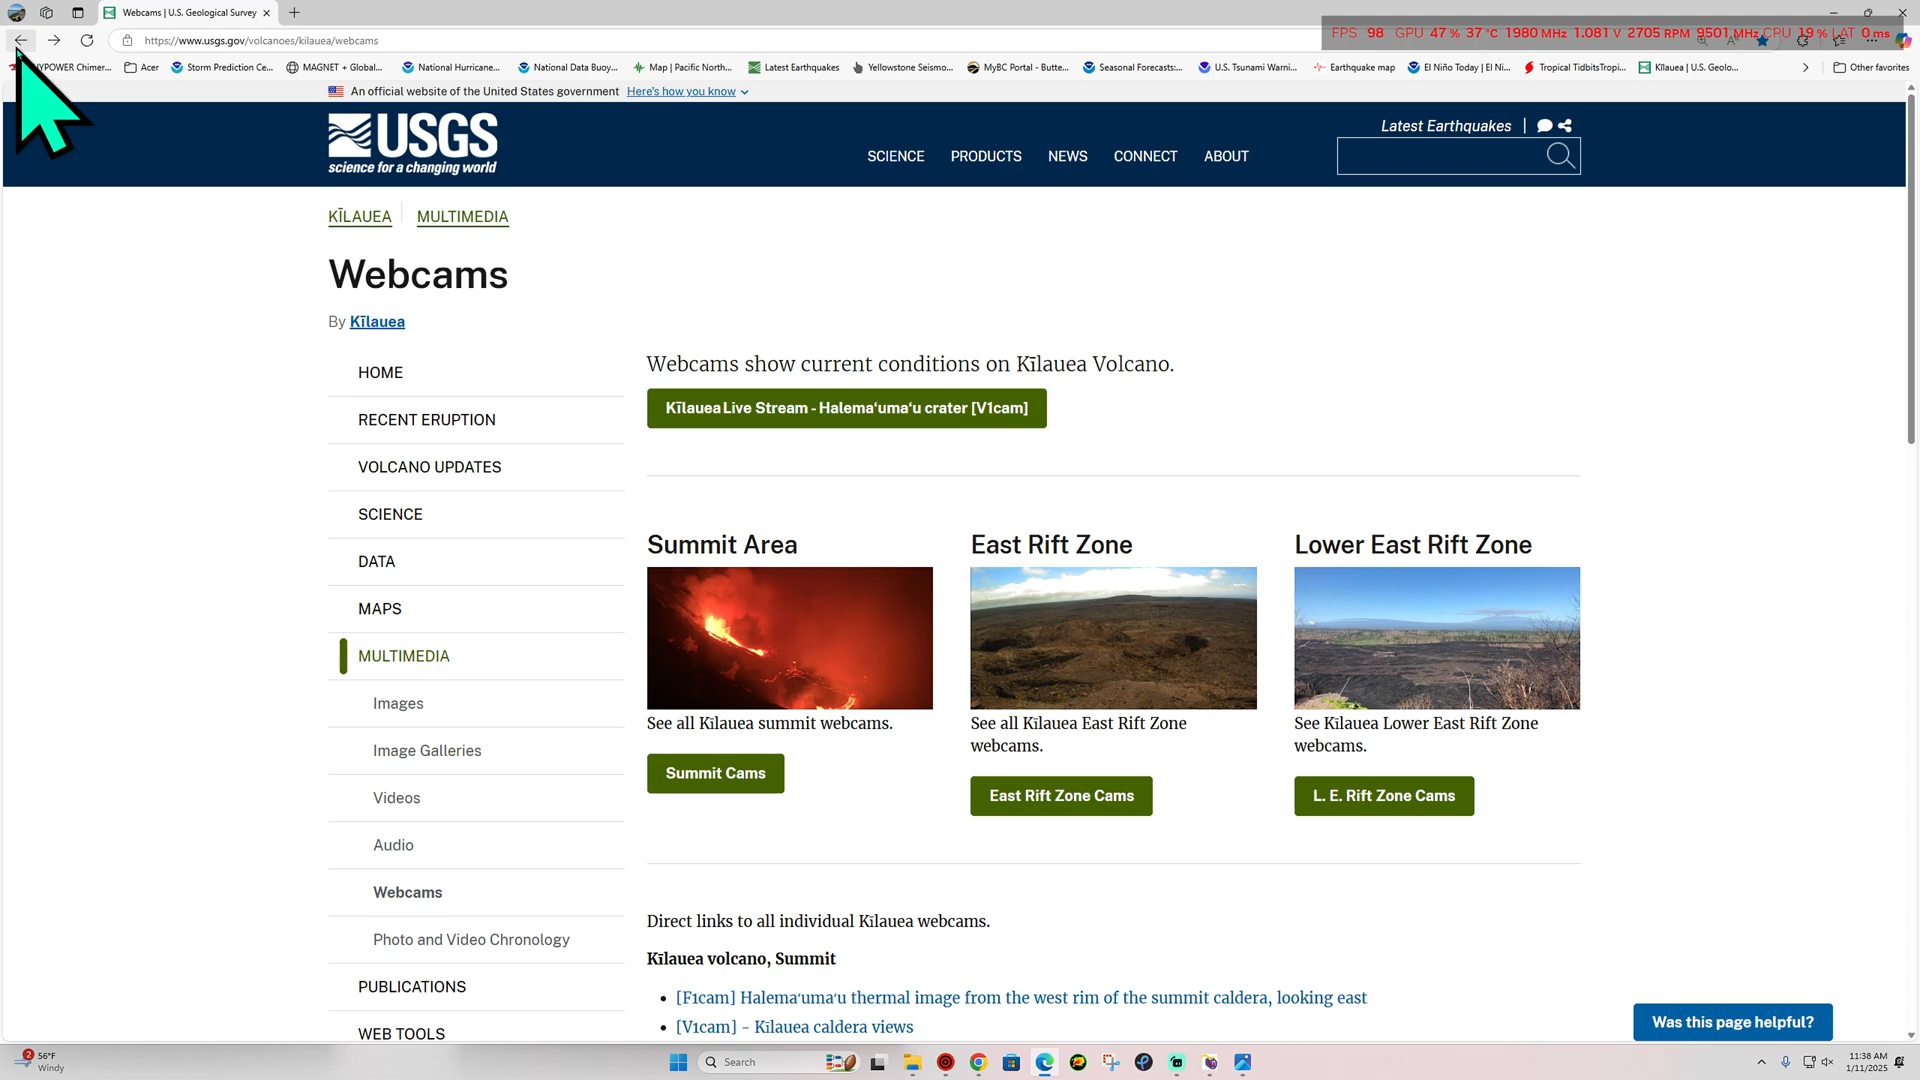 Webcams | U.S. Geological Survey
https://www.usgs.gov/volcanoes/kilauea/webcams
FPS 98 GPU 47 % 37 °C 1980 MHz 1.081 V 2705 RPM 9501 MHz CPU 19 % LAT 0 ms
YPOWER Chimer...
Acer
Storm Prediction Ce...
MAGNET + Global...
National Hurricane...
National Data Buoy...
Map | Pacific North...
Latest Earthquakes
Yellowstone Seismo...
MyBC Portal - Butte...
Seasonal Forecasts:...
U.S. Tsunami Warni...
Earthquake map
El Niño Today | El Ni...
Tropical TidbitsTropi...
Kīlauea | U.S. Geolo...
Other favorites
An official website of the United States government Here's how you know
USGS
science for a changing world
SCIENCE PRODUCTS NEWS CONNECT ABOUT
Latest Earthquakes
KĪLAUEA MULTIMEDIA
Webcams
By Kīlauea
HOME
RECENT ERUPTION
VOLCANO UPDATES
SCIENCE
DATA
MAPS
MULTIMEDIA
Images
Image Galleries
Videos
Audio
Webcams
Photo and Video Chronology
PUBLICATIONS
WEB TOOLS
Webcams show current conditions on Kīlauea Volcano.
Kīlauea Live Stream - Halemaʻumaʻu crater [V1cam]
Summit Area
See all Kīlauea summit webcams.
Summit Cams
East Rift Zone
See all Kīlauea East Rift Zone
webcams.
East Rift Zone Cams
Lower East Rift Zone
See Kīlauea Lower East Rift Zone
webcams.
L. E. Rift Zone Cams
Direct links to all individual Kīlauea webcams.
Kīlauea volcano, Summit
[F1cam] Halemaʻumaʻu thermal image from the west rim of the summit caldera, looking east
[V1cam] - Kīlauea caldera views
Was this page helpful?
2
56°F
Windy
Search
11:38 AM
1/11/2025